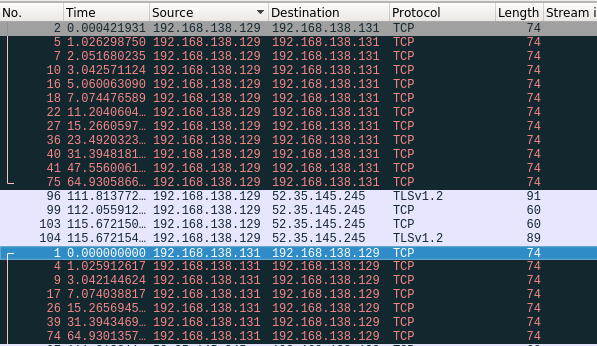 No. Time Source Destination Protocol Length Stream i
2 0.000421931 192.168.138.129 192.168.138.131 TCP 74
5 1.026298750 192.168.138.129 192.168.138.131 TCP 74
7 2.051680235 192.168.138.129 192.168.138.131 TCP 74
10 3.042571124 192.168.138.129 192.168.138.131 TCP 74
16 5.060063090 192.168.138.129 192.168.138.131 TCP 74
18 7.074476589 192.168.138.129 192.168.138.131 TCP 74
22 11.2040604… 192.168.138.129 192.168.138.131 TCP 74
27 15.2660597… 192.168.138.129 192.168.138.131 TCP 74
36 23.4920323… 192.168.138.129 192.168.138.131 TCP 74
40 31.3948181… 192.168.138.129 192.168.138.131 TCP 74
41 47.5560061… 192.168.138.129 192.168.138.131 TCP 74
75 64.9305866… 192.168.138.129 192.168.138.131 TCP 74
96 111.813772… 192.168.138.129 52.35.145.245 TLSv1.2 91
99 112.055912… 192.168.138.129 52.35.145.245 TCP 60
103 115.672150… 192.168.138.129 52.35.145.245 TCP 60
104 115.672154… 192.168.138.129 52.35.145.245 TLSv1.2 89
1 0.000000000 192.168.138.131 192.168.138.129 TCP 74
4 1.025912617 192.168.138.131 192.168.138.129 TCP 74
9 3.042144624 192.168.138.131 192.168.138.129 TCP 74
17 7.074038817 192.168.138.131 192.168.138.129 TCP 74
26 15.2656945… 192.168.138.131 192.168.138.129 TCP 74
39 31.3943469… 192.168.138.131 192.168.138.129 TCP 74
74 64.9301357… 192.168.138.131 192.168.138.129 TCP 74